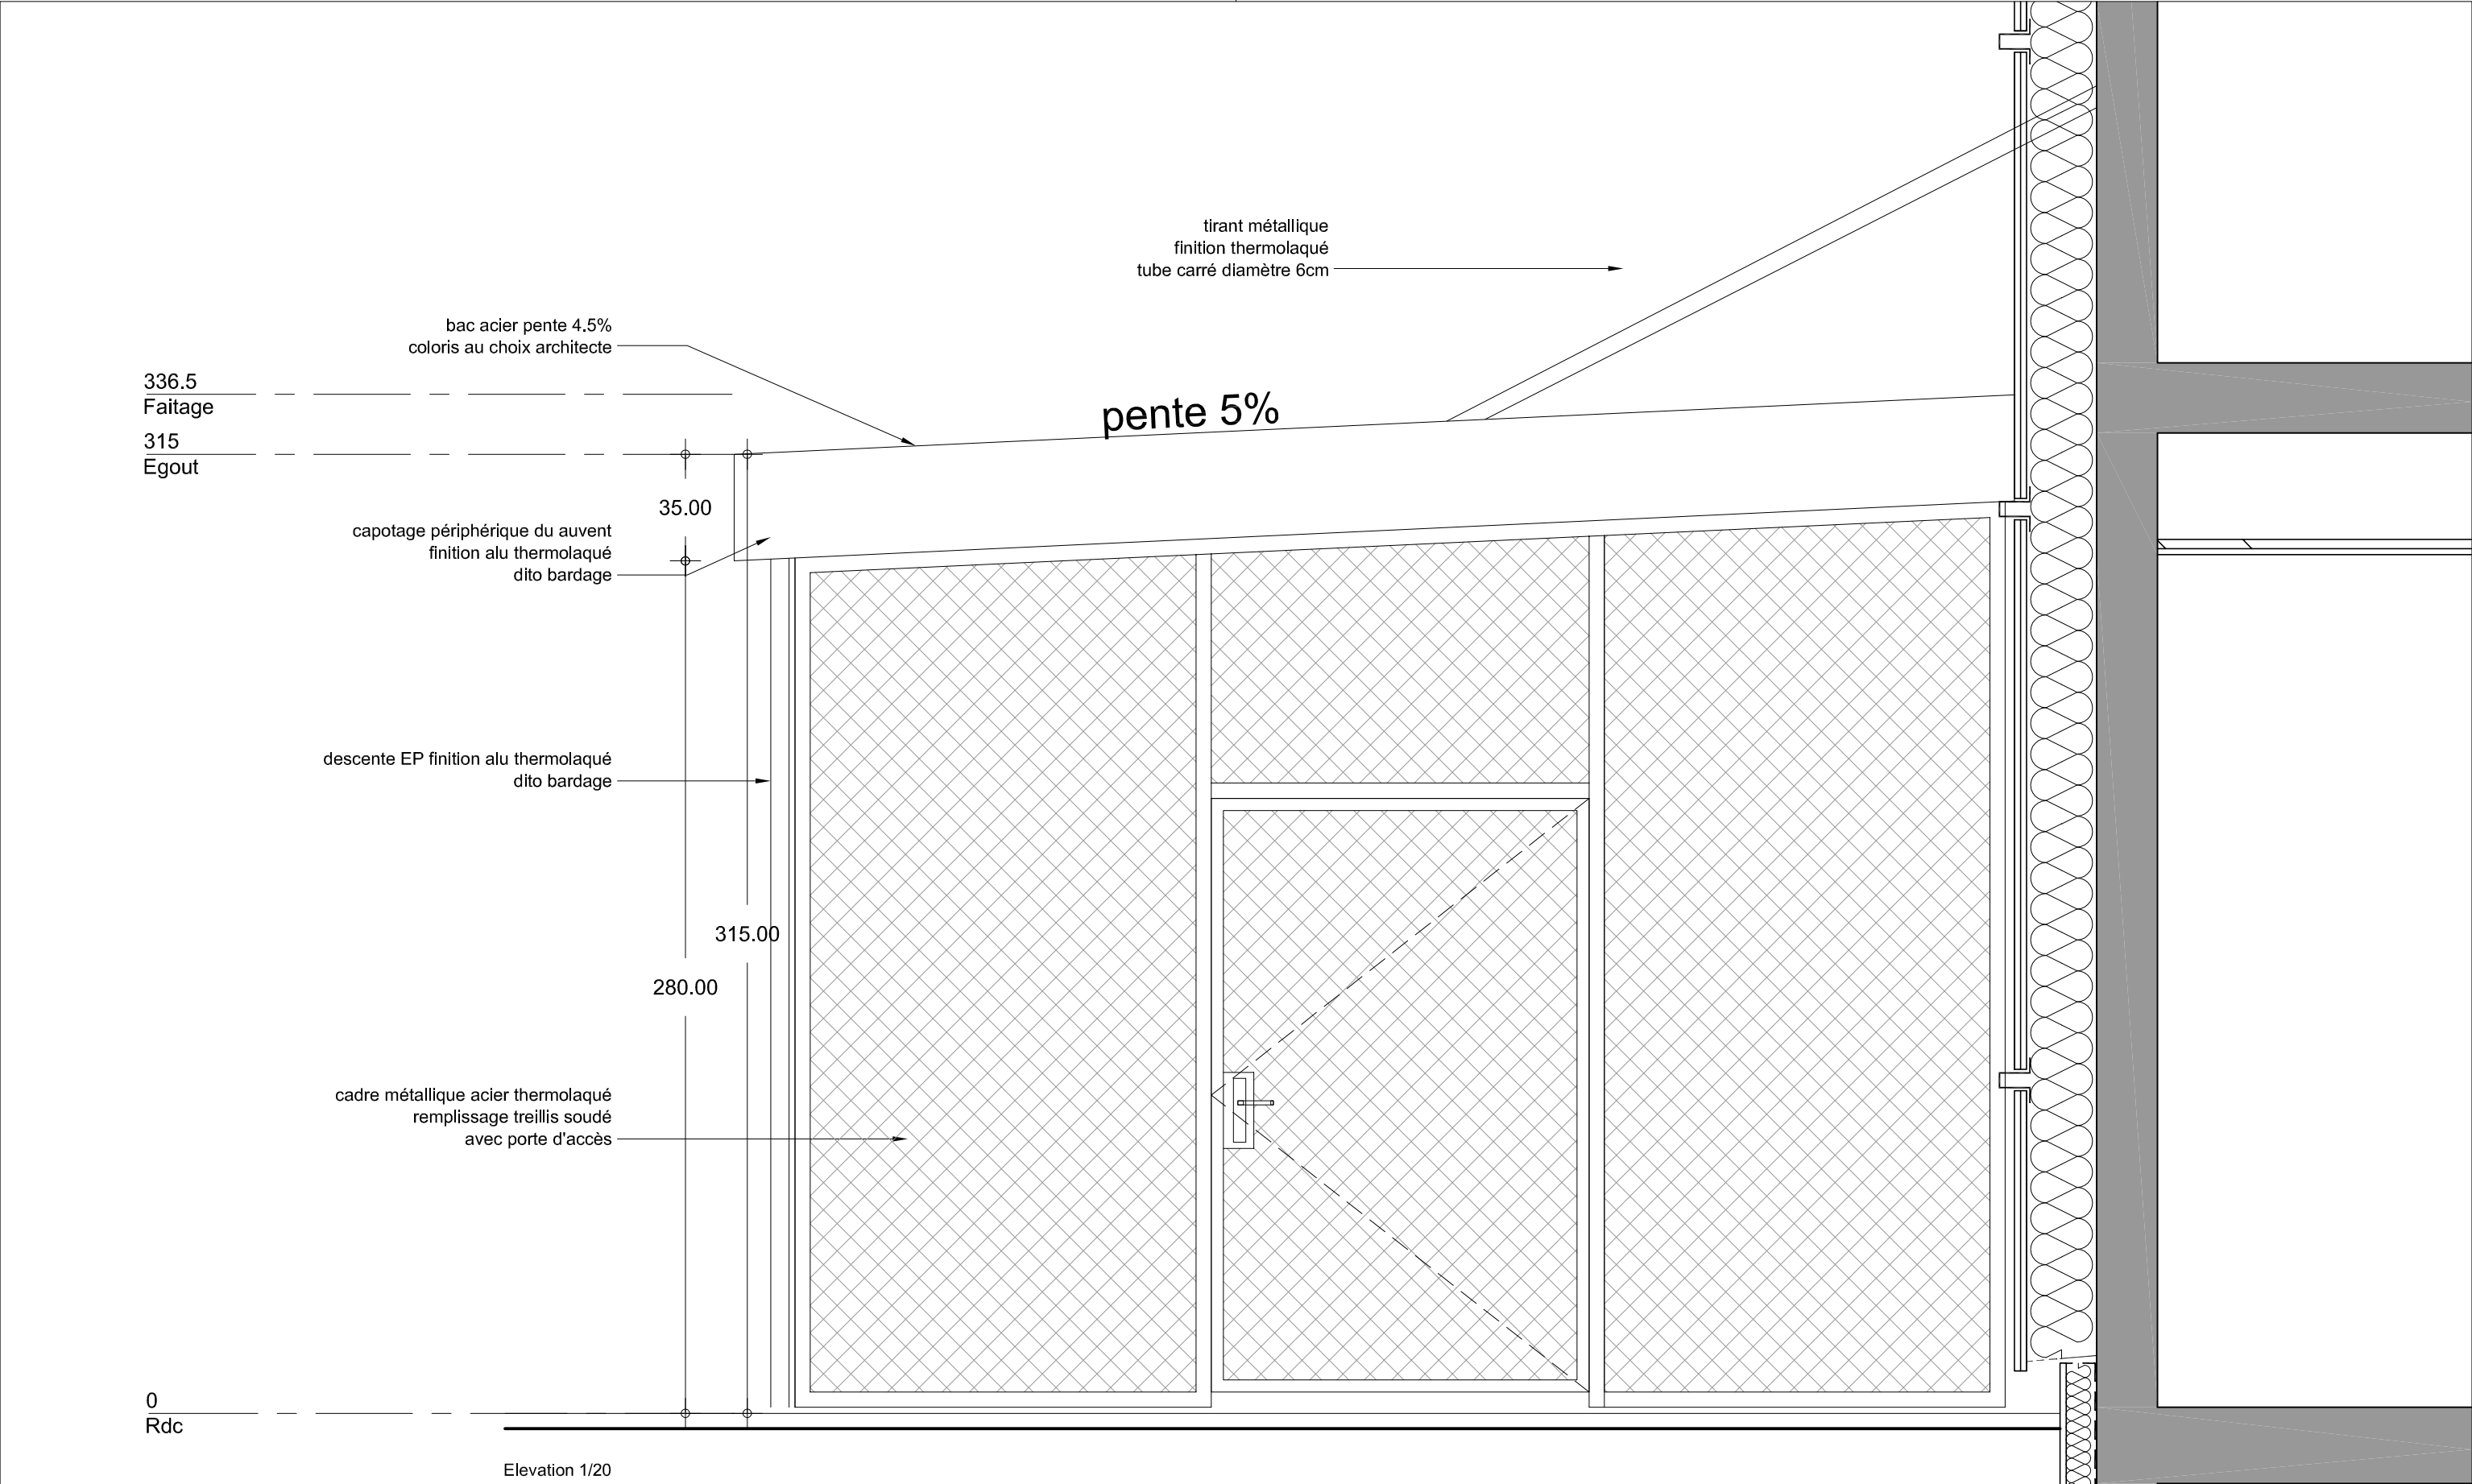 tirant métallique
finition thermolaqué
tube carré diamètre 6cm
bac acier pente 4.5%
coloris au choix architecte
336.5
Faitage
pente 5%
315
Egout
35.00
capotage périphérique du auvent
finition alu thermolaqué
dito bardage
descente EP finition alu thermolaqué
dito bardage
315.00
280.00
cadre métallique acier thermolaqué
remplissage treillis soudé
avec porte d'accès
0
Rdc
Elevation 1/20